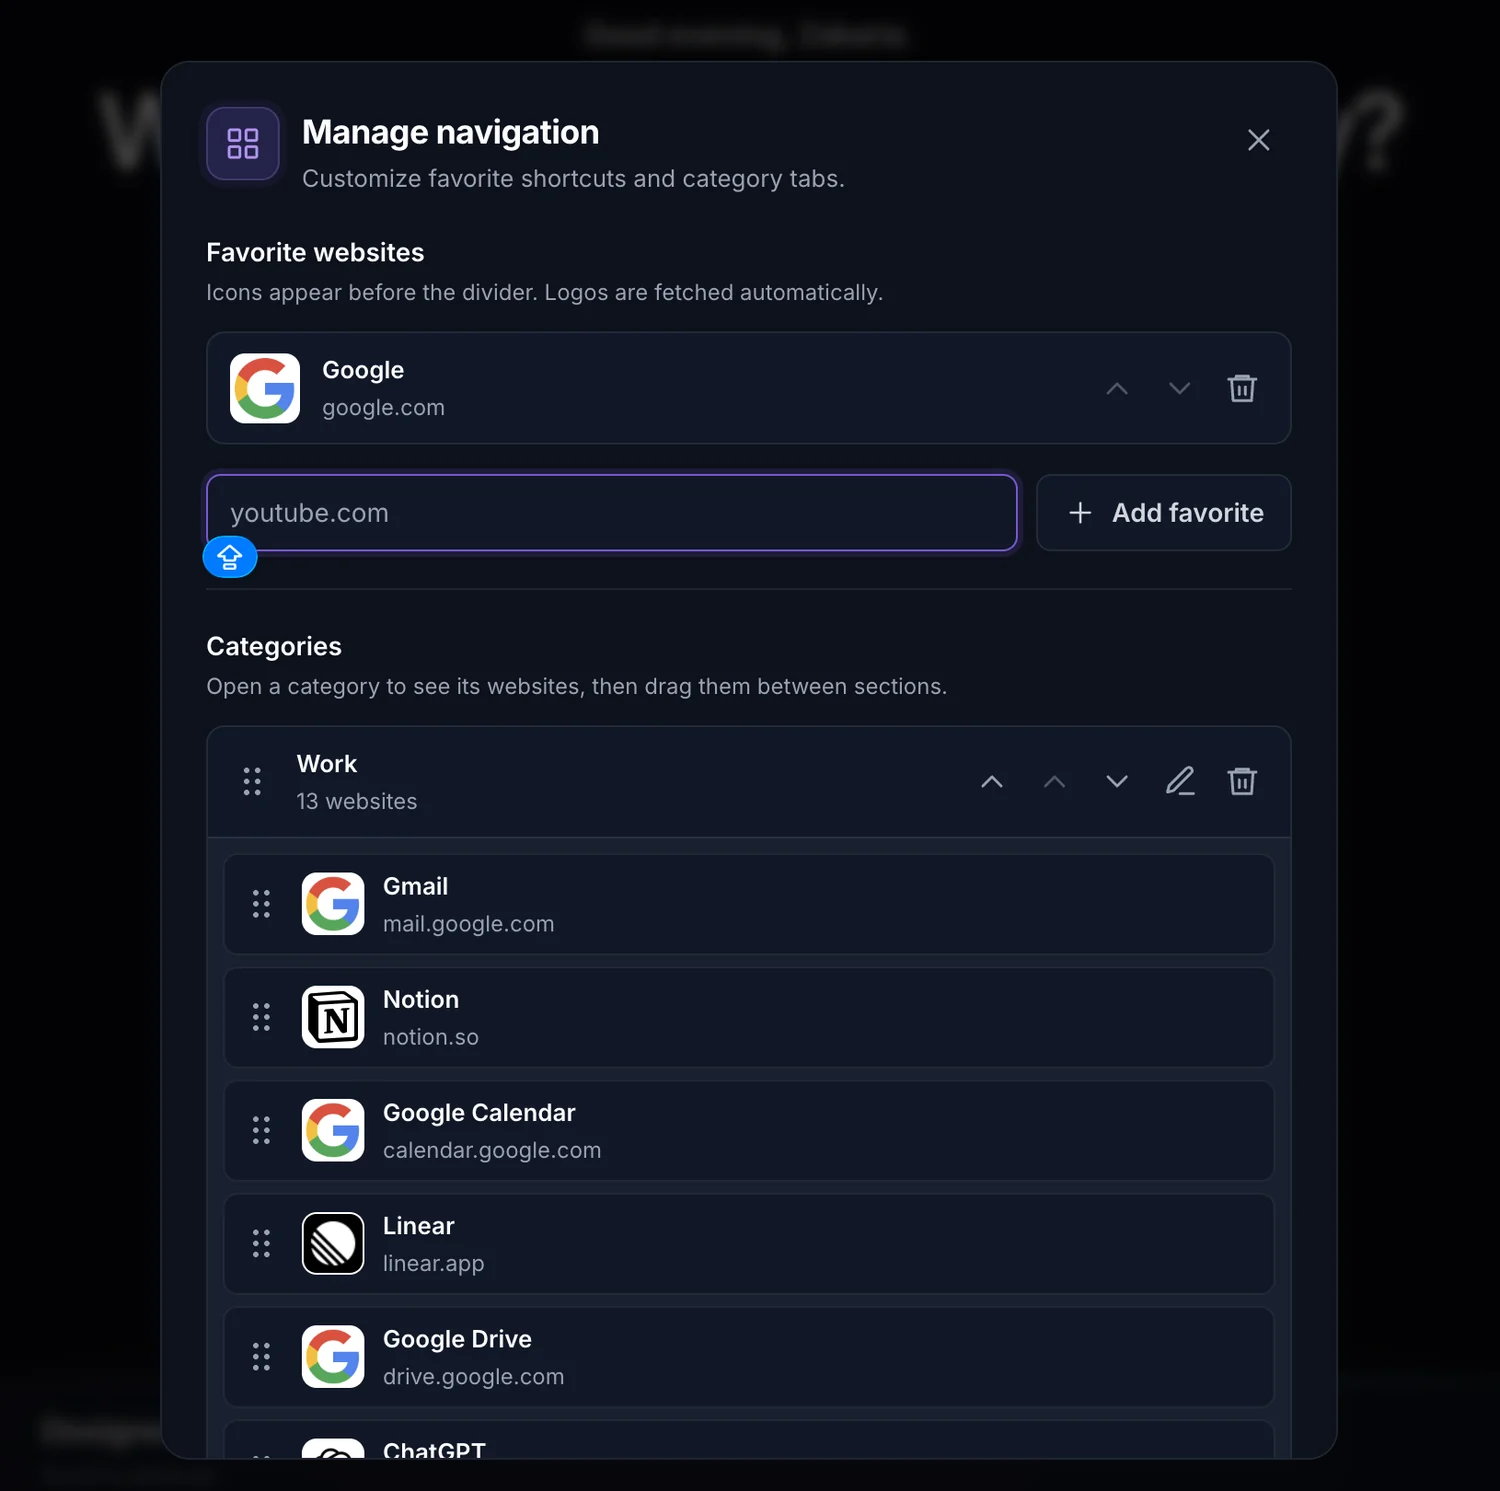 Good evening, Zakaria
W
y?
Manage navigation
Customize favorite shortcuts and category tabs.
Favorite websites
Icons appear before the divider. Logos are fetched automatically.
Google
google.com
youtube.com
Add favorite
Categories
Open a category to see its websites, then drag them between sections.
Work
13 websites
Gmail
mail.google.com
Notion
notion.so
Google Calendar
calendar.google.com
Linear
linear.app
Google Drive
drive.google.com
ChatGPT